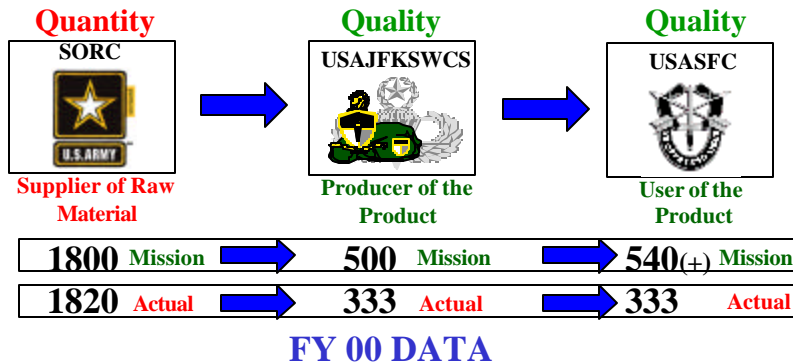 Quantity Quality Quality
SORC USAJFKSWCS USASFC
U.S.ARMY
Supplier of Raw Material
Producer of the Product
User of the Product
1800 Mission 500 Mission 540(+) Mission
1820 Actual 333 Actual 333 Actual
FY 00 DATA